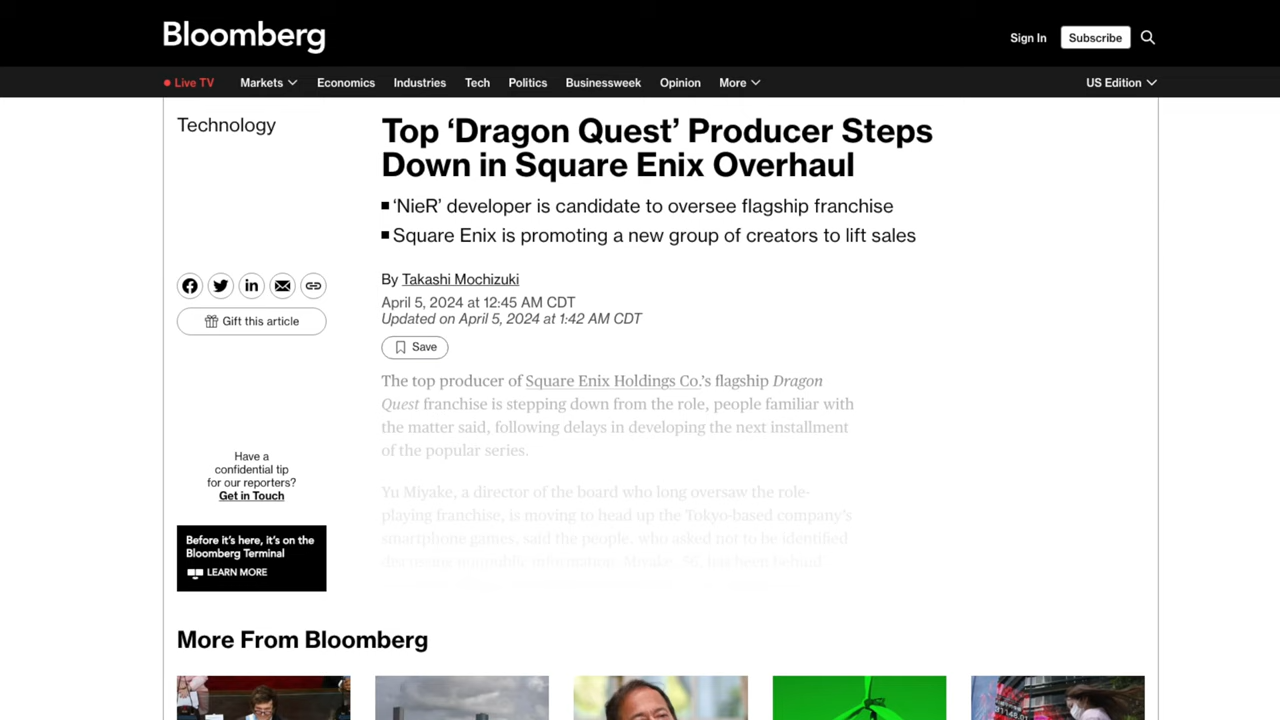 Bloomberg
Sign In
Subscribe
Live TV
Markets
Economics
Industries
Tech
Politics
Businessweek
Opinion
More
US Edition
Technology
Top ‘Dragon Quest’ Producer Steps
Down in Square Enix Overhaul
‘NieR’ developer is candidate to oversee flagship franchise
Square Enix is promoting a new group of creators to lift sales
By Takashi Mochizuki
April 5, 2024 at 12:45 AM CDT
Updated on April 5, 2024 at 1:42 AM CDT
Gift this article
Save
The top producer of Square Enix Holdings Co.’s flagship Dragon
Quest franchise is stepping down from the role, people familiar with
the matter said, following delays in developing the next installment
of the popular series.
Yu Miyake, a director of the board who long oversaw the role-
playing franchise, is moving to head up the Tokyo-based company’s
smartphone games, said the people, who asked not to be identified
discussing nonpublic information. Miyake, 56, has been behind
Have a
confidential tip
for our reporters?
Get in Touch
Before it’s here, it’s on the
Bloomberg Terminal
LEARN MORE
More From Bloomberg